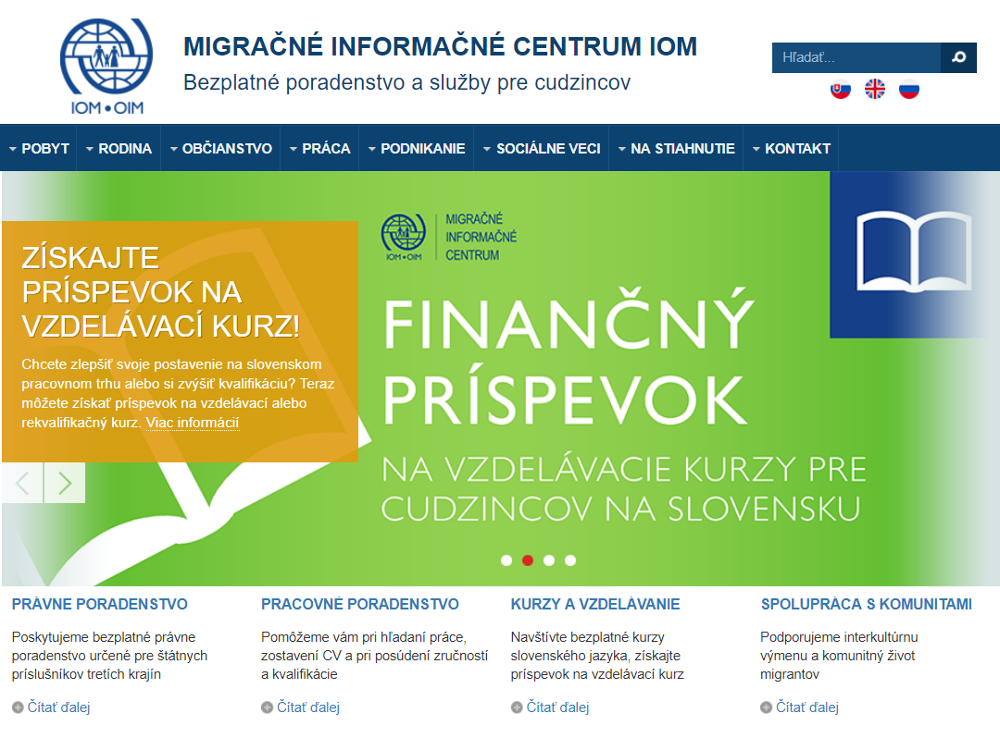 IOM • OIM
MIGRAČNÉ INFORMAČNÉ CENTRUM IOM
Bezplatné poradenstvo a služby pre cudzincov
Hľadať...
POBYT
RODINA
OBČIANSTVO
PRÁCA
PODNIKANIE
SOCIÁLNE VECI
NA STIAHNUTIE
KONTAKT
ZÍSKAJTE
PRÍSPEVOK NA
VZDELÁVACÍ KURZ!
Chcete zlepšiť svoje postavenie na slovenskom
pracovnom trhu alebo si zvýšiť kvalifikáciu? Teraz
môžete získať príspevok na vzdelávací alebo
rekvalifikačný kurz. Viac informácií
IOM • OIM
MIGRAČNÉ
INFORMAČNÉ
CENTRUM
FINANČNÝ
PRÍSPEVOK
NA VZDELÁVACIE KURZY PRE
CUDZINCOV NA SLOVENSKU
PRÁVNE PORADENSTVO
Poskytujeme bezplatné právne
poradenstvo určené pre štátnych
príslušníkov tretích krajín
Čítať ďalej
PRACOVNÉ PORADENSTVO
Pomôžeme vám pri hľadaní práce,
zostavení CV a pri posúdení zručností
a kvalifikácie
Čítať ďalej
KURZY A VZDELÁVANIE
Navštívte bezplatné kurzy
slovenského jazyka, získajte
príspevok na vzdelávací kurz
Čítať ďalej
SPOLUPRÁCA S KOMUNITAMI
Podporujeme interkultúrnu
výmenu a komunitný život
migrantov
Čítať ďalej